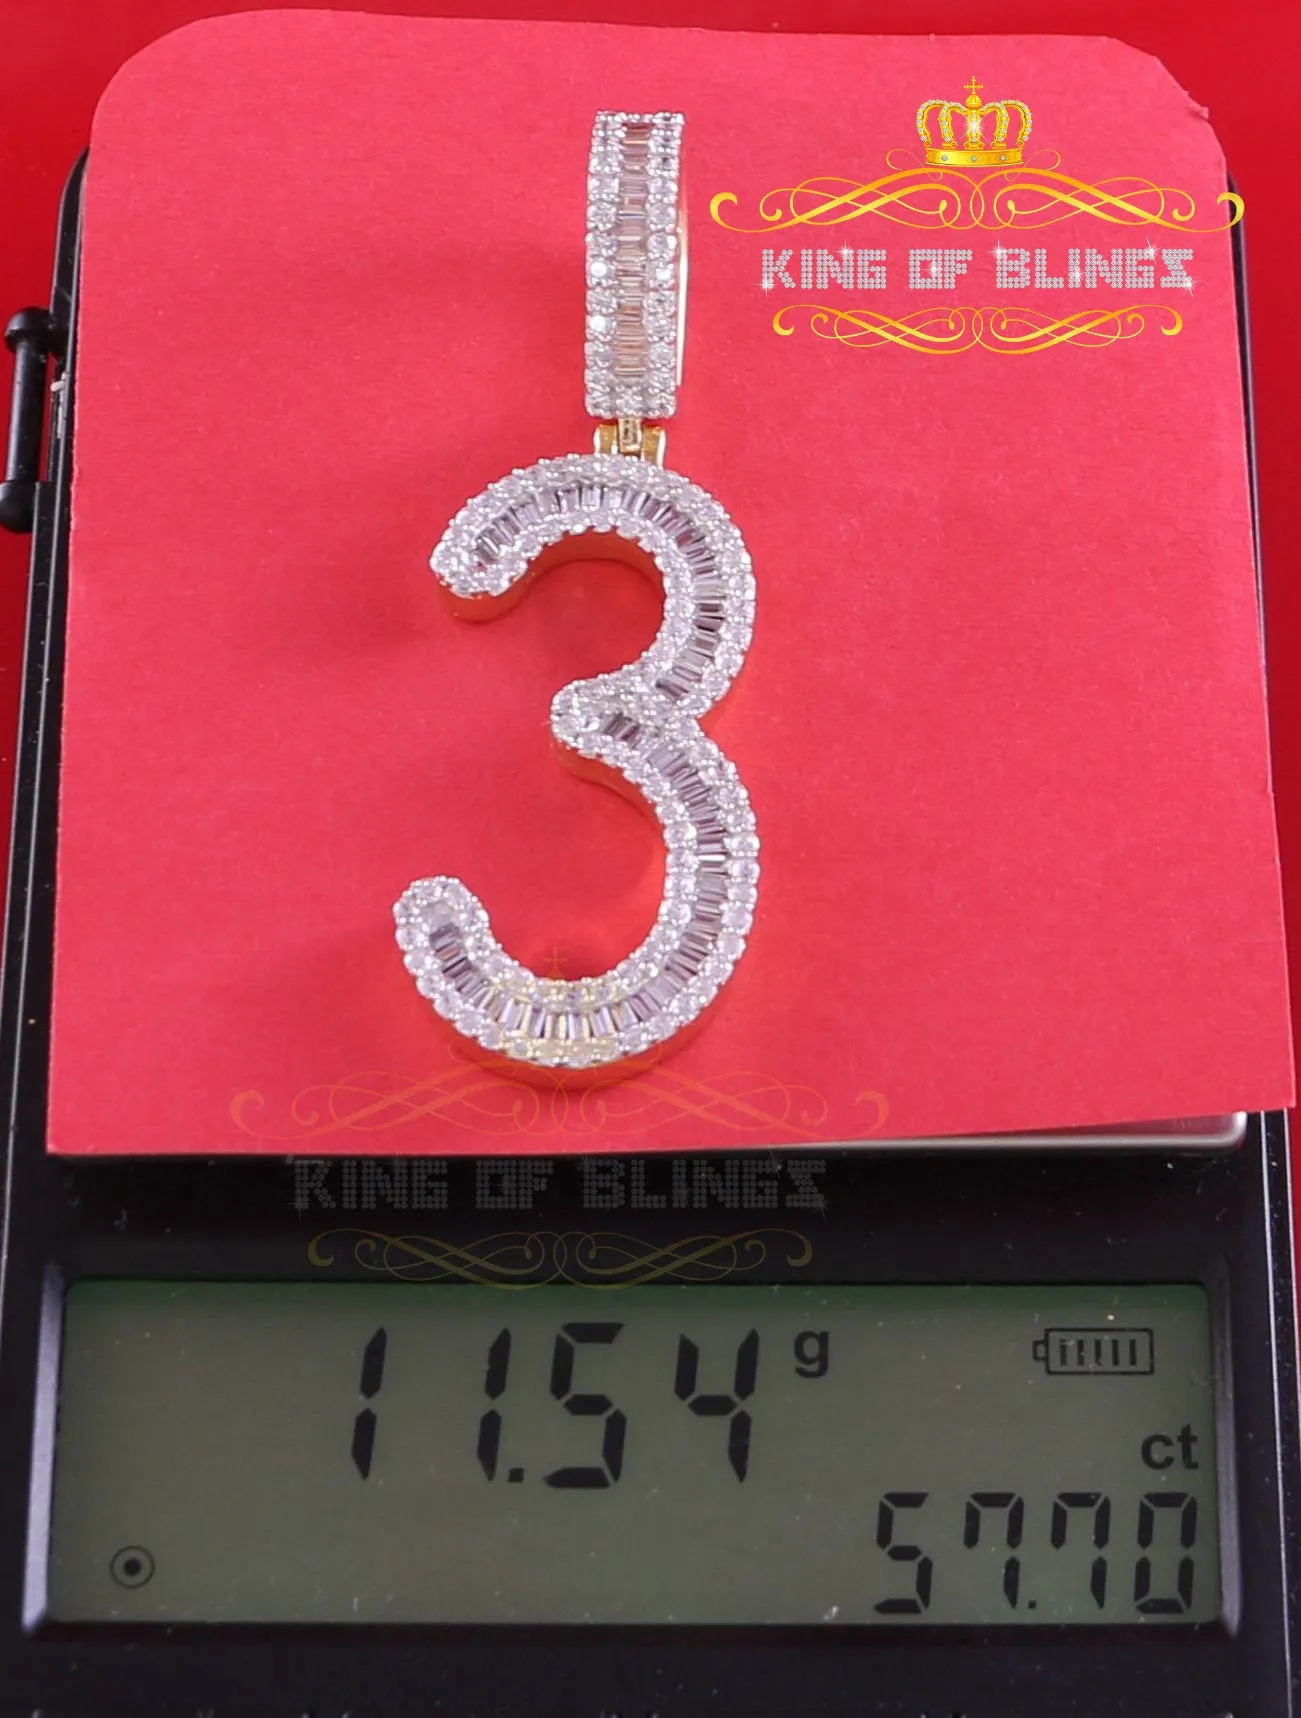 KING OF BLINGS
3
KING OF BLINGS
11.54 g
ct
57.70